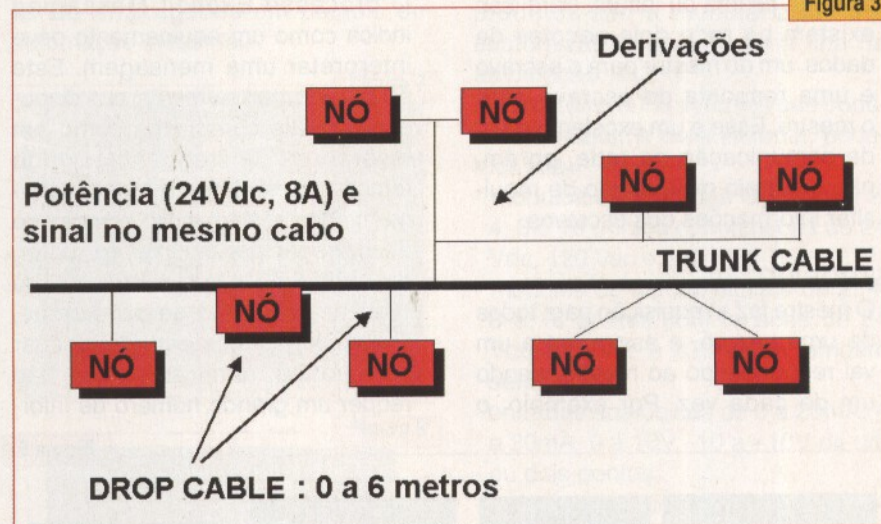 Figura 3
Derivações
NÓ NÓ
NÓ NÓ
Potência (24Vdc, 8A) e
sinal no mesmo cabo
TRUNK CABLE
NÓ
NÓ NÓ NÓ NÓ
DROP CABLE : 0 a 6 metros